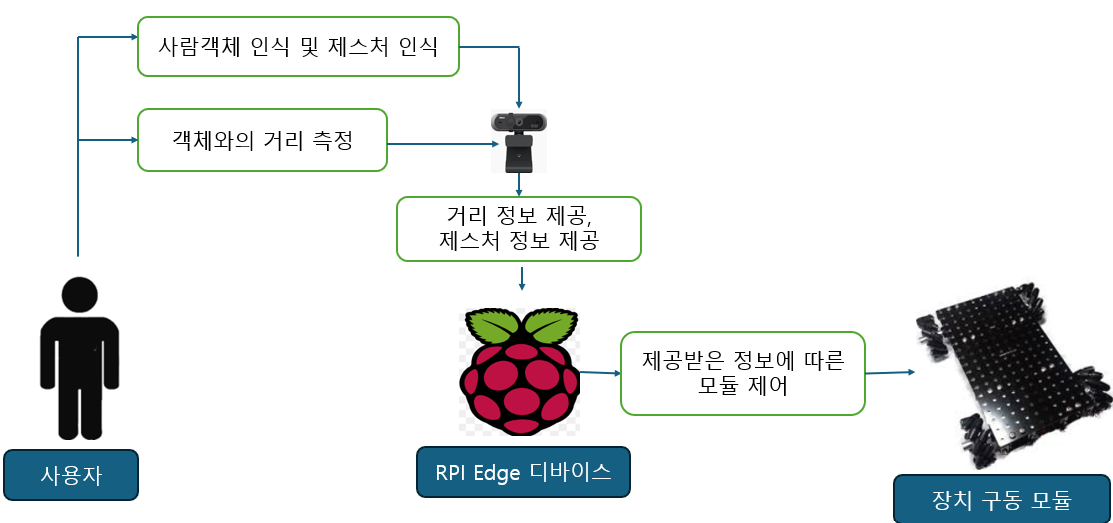 사람객체 인식 및 제스처 인식
객체와의 거리 측정
거리 정보 제공,
제스처 정보 제공
제공받은 정보에 따른
모듈 제어
사용자
RPI Edge 디바이스
장치 구동 모듈